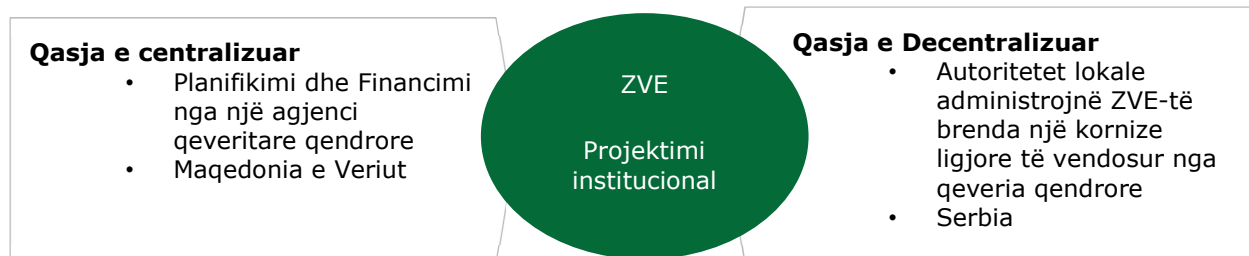 Qasja e centralizuar
• Planifikimi dhe Financimi
nga një agjenci
qeveritare qendrore
• Maqedonia e Veriut
ZVE
Projektimi
institucional
Qasja e Decentralizuar
• Autoritetet lokale
administrojnë ZVE-të
brenda një kornize
ligjore të vendosur nga
qeveria qendrore
• Serbia